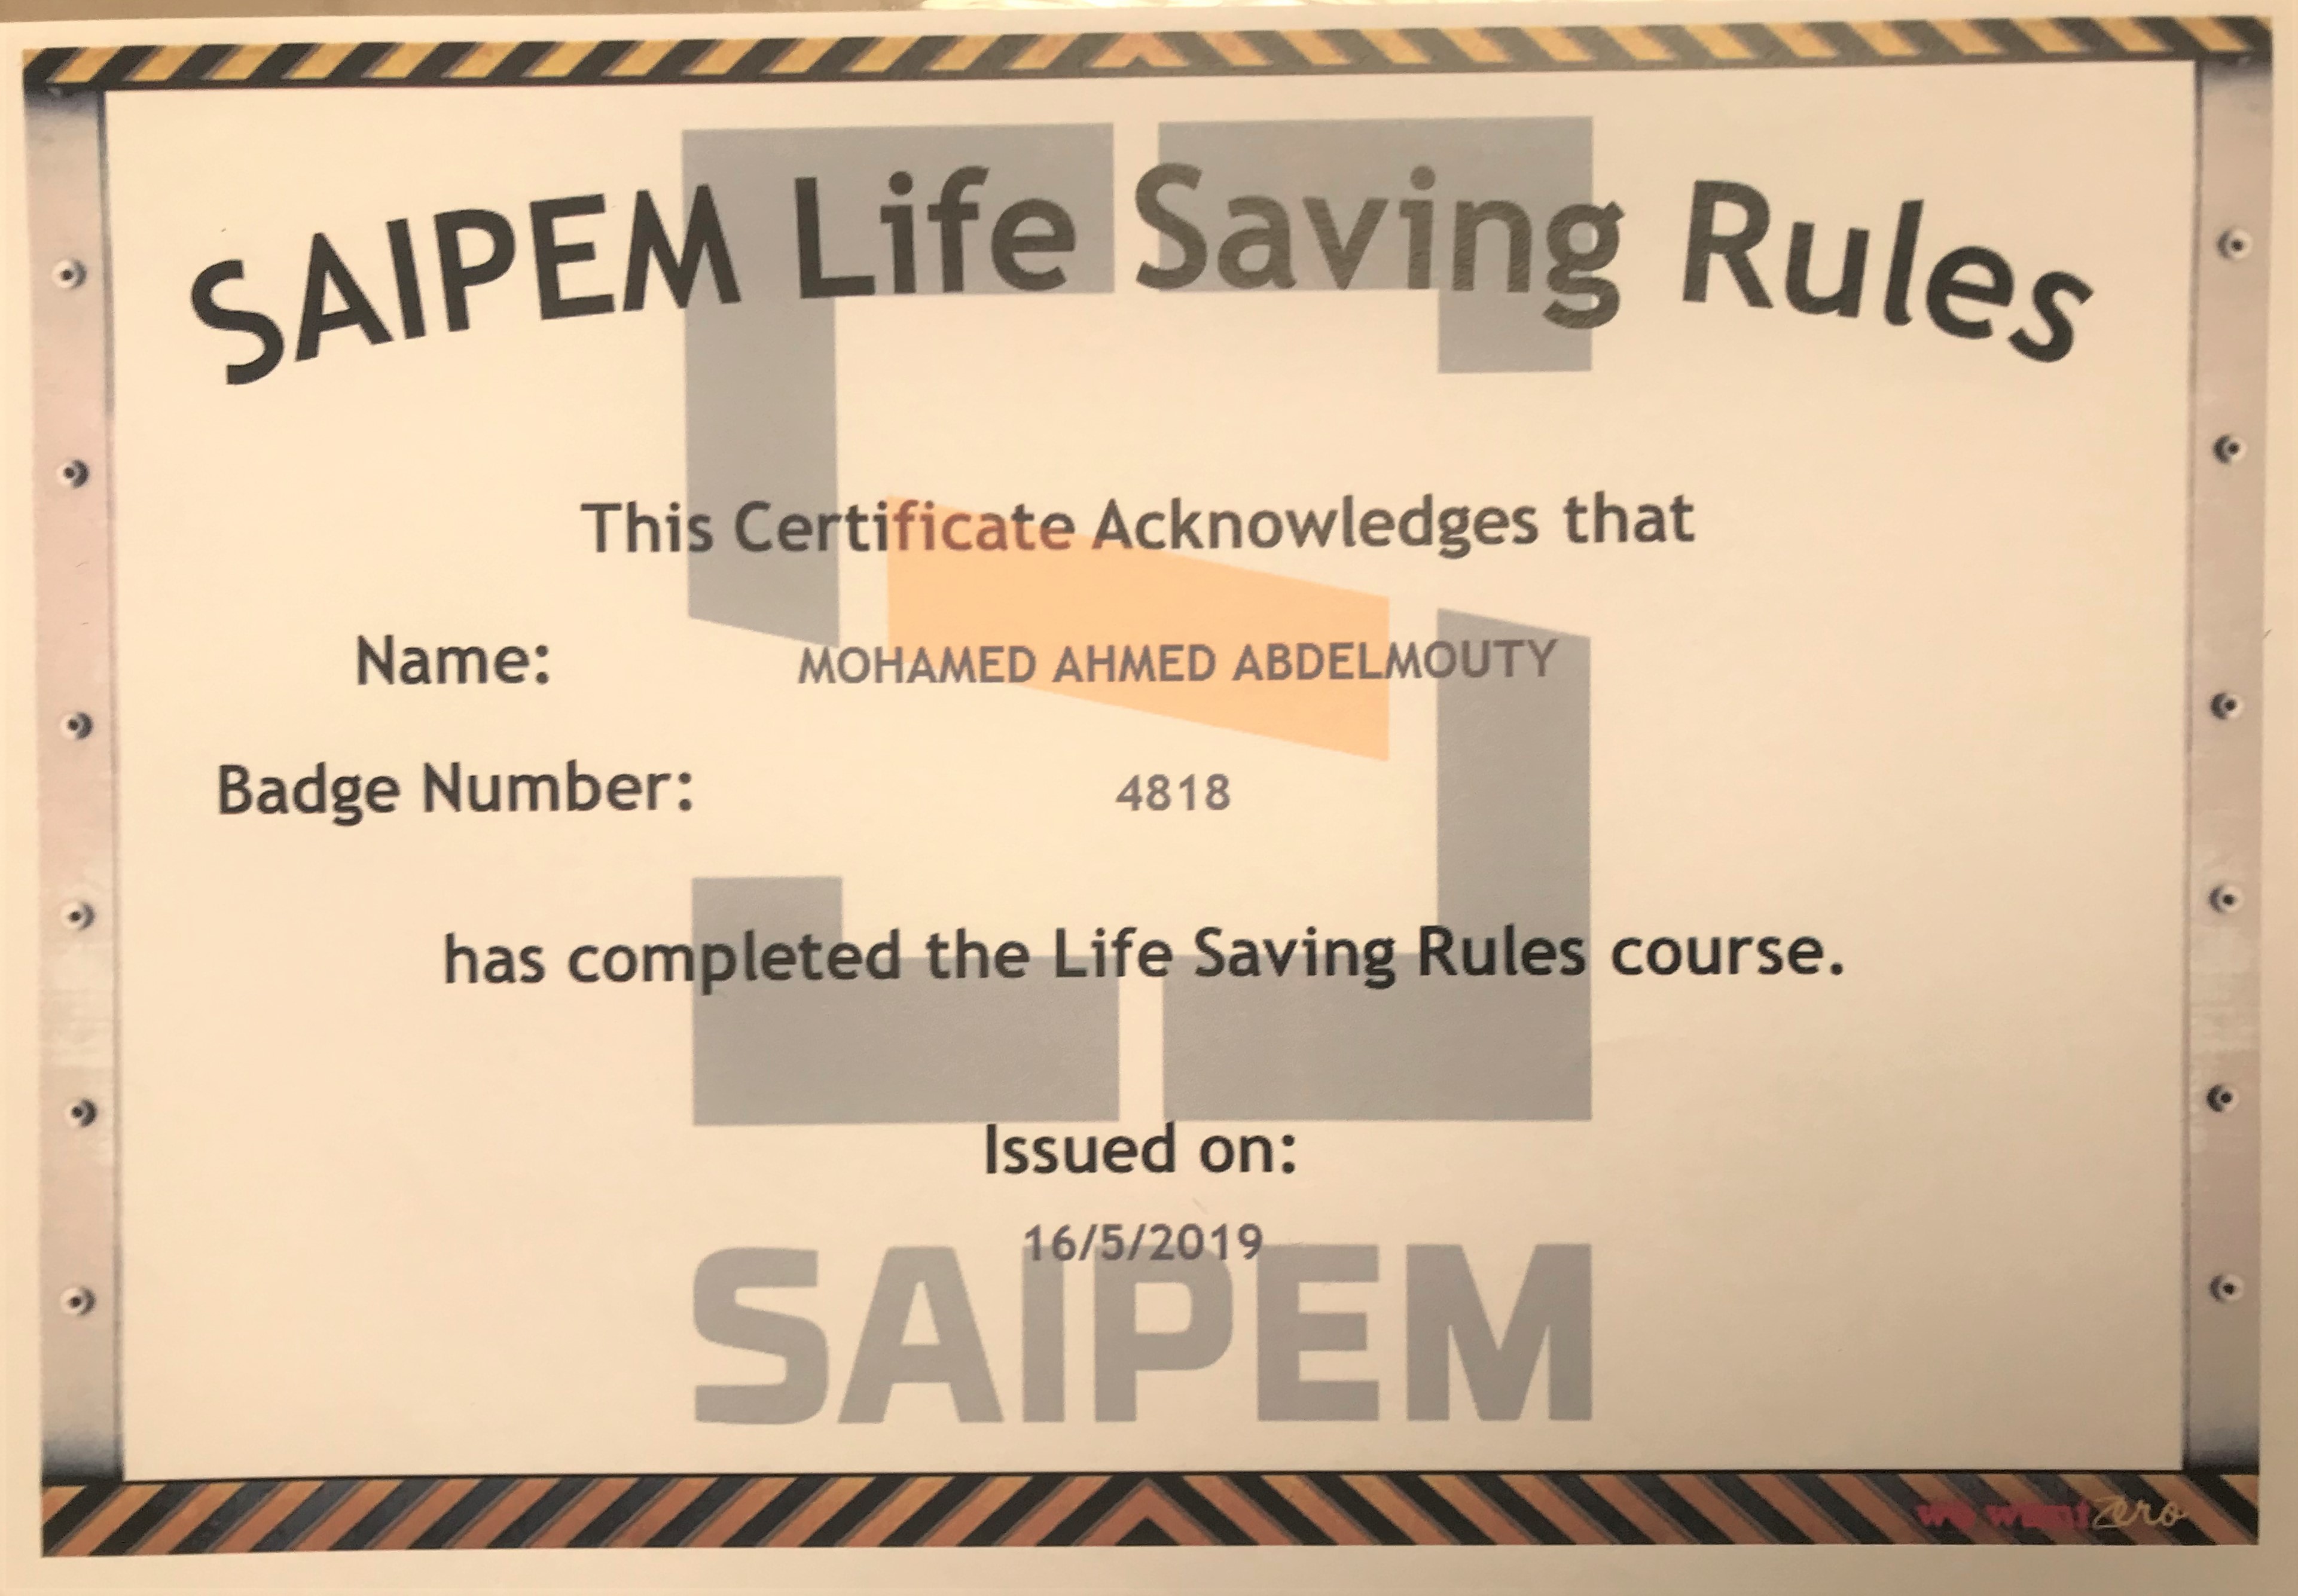 SAIPEM Life Saving Rules
This Certificate Acknowledges that
Name: MOHAMED AHMED ABDELMOUTY
Badge Number: 4818
has completed the Life Saving Rules course.
Issued on:
16/5/2019
SAIPEM
we want zero